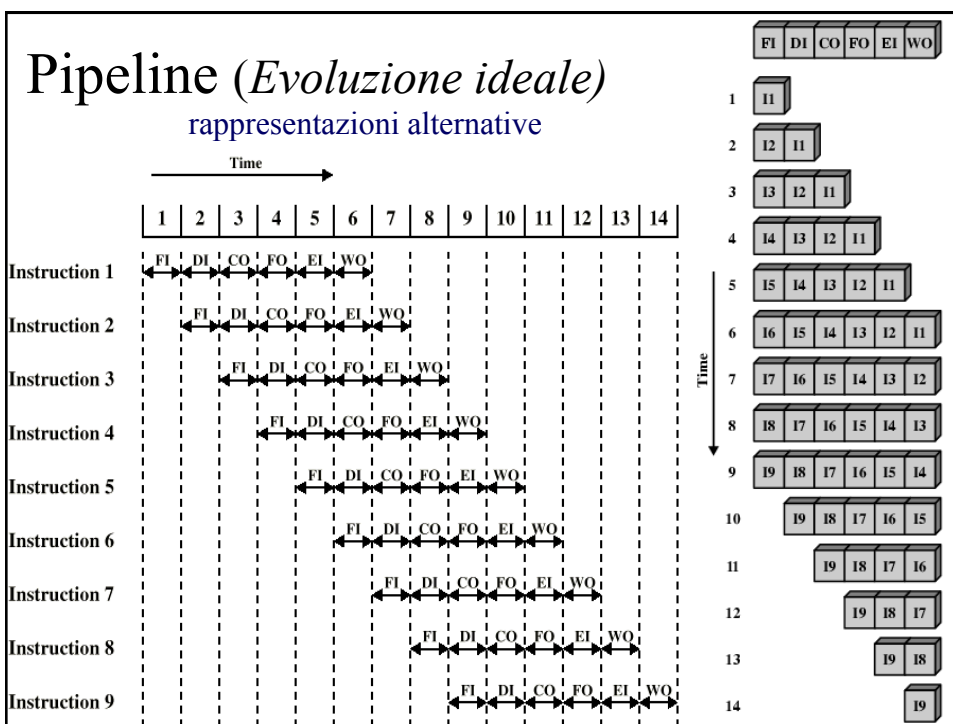 Pipeline (Evoluzione ideale)
rappresentazioni alternative
Time
1 2 3 4 5 6 7 8 9 10 11 12 13 14
Instruction 1 FI DI CO FO EI WO
Instruction 2 FI DI CO FO EI WO
Instruction 3 FI DI CO FO EI WO
Instruction 4 FI DI CO FO EI WO
Instruction 5 FI DI CO FO EI WO
Instruction 6 FI DI CO FO EI WO
Instruction 7 FI DI CO FO EI WO
Instruction 8 FI DI CO FO EI WO
Instruction 9 FI DI CO FO EI WO
FI DI CO FO EI WO
1 I1
2 I2 I1
3 I3 I2 I1
4 I4 I3 I2 I1
5 I5 I4 I3 I2 I1
6 I6 I5 I4 I3 I2 I1
Time
7 I7 I6 I5 I4 I3 I2
8 I8 I7 I6 I5 I4 I3
9 I9 I8 I7 I6 I5 I4
10 I9 I8 I7 I6 I5
11 I9 I8 I7 I6
12 I9 I8 I7
13 I9 I8
14 I9